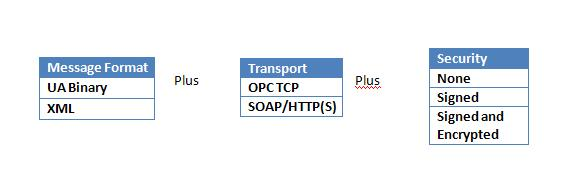 Message Format
UA Binary
XML
Plus
Transport
OPC TCP
SOAP/HTTP(S)
Plus
Security
None
Signed
Signed and
Encrypted